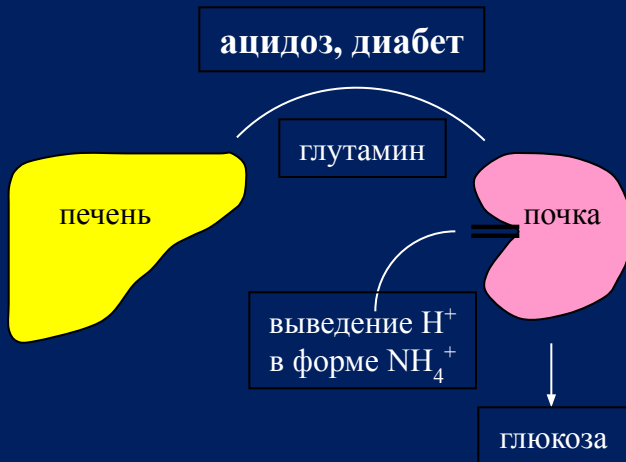 ацидоз, диабет
глутамин
печень
почка
выведение H⁺
в форме NH₄⁺
глюкоза